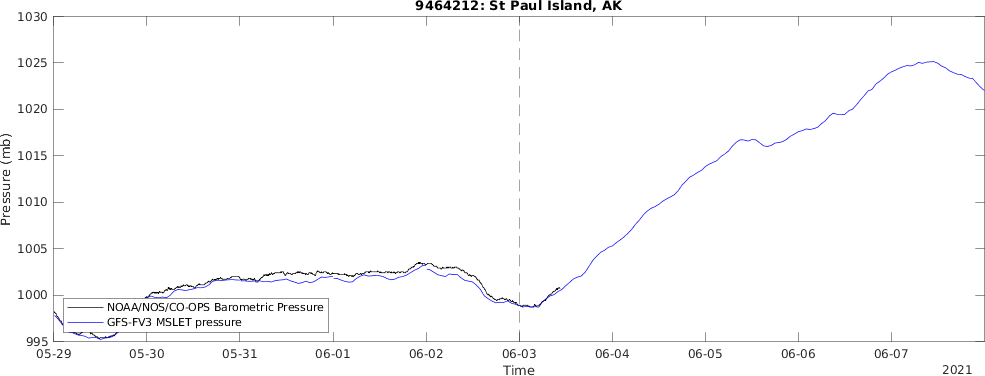 9464212: St Paul Island, AK
1030
1025
1020
1015
1010
1005
1000
995
Pressure (mb)
NOAA/NOS/CO-OPS Barometric Pressure
GFS-FV3 MSLET pressure
05-29 05-30 05-31 06-01 06-02 06-03 06-04 06-05 06-06 06-07
Time
2021